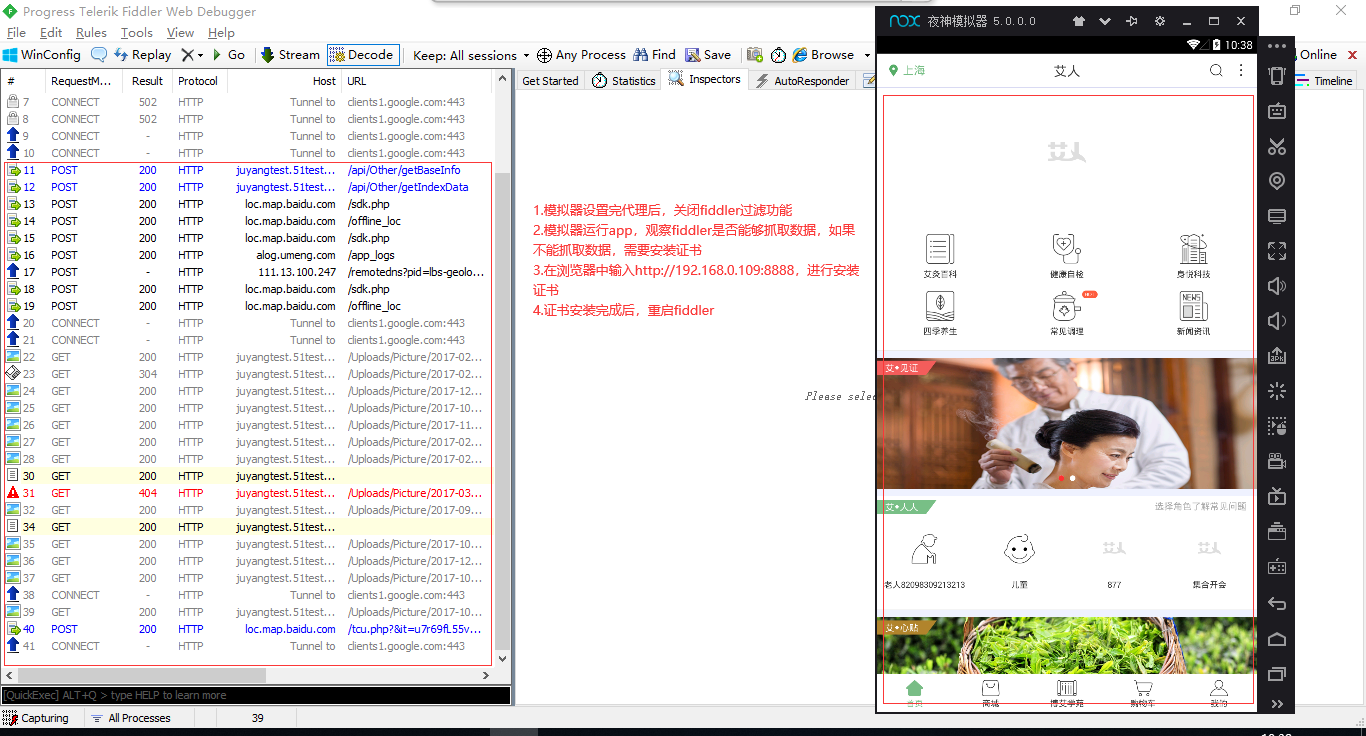 Progress Telerik Fiddler Web Debugger
File Edit Rules Tools View Help
WinConfig Replay Go Stream Decode Keep: All sessions Any Process Find Save Browse
Online
# RequestM... Result Protocol Host URL
7 CONNECT 502 HTTP Tunnel to clients1.google.com:443
8 CONNECT 502 HTTP Tunnel to clients1.google.com:443
9 CONNECT - HTTP Tunnel to clients1.google.com:443
10 CONNECT - HTTP Tunnel to clients1.google.com:443
11 POST 200 HTTP juyangtest.51test... /api/Other/getBaseInfo
12 POST 200 HTTP juyangtest.51test... /api/Other/getIndexData
13 POST 200 HTTP loc.map.baidu.com /sdk.php
14 POST 200 HTTP loc.map.baidu.com /offline_loc
15 POST 200 HTTP loc.map.baidu.com /sdk.php
16 POST 200 HTTP alog.umeng.com /app_logs
17 POST - HTTP 111.13.100.247 /remotedns?pid=lbs-geolo...
18 POST 200 HTTP loc.map.baidu.com /sdk.php
19 POST 200 HTTP loc.map.baidu.com /offline_loc
20 CONNECT - HTTP Tunnel to clients1.google.com:443
21 CONNECT - HTTP Tunnel to clients1.google.com:443
22 GET 200 HTTP juyangtest.51test... /Uploads/Picture/2017-02...
23 GET 304 HTTP juyangtest.51test... /Uploads/Picture/2017-02...
24 GET 200 HTTP juyangtest.51test... /Uploads/Picture/2017-12...
25 GET 200 HTTP juyangtest.51test... /Uploads/Picture/2017-10...
26 GET 200 HTTP juyangtest.51test... /Uploads/Picture/2017-11...
27 GET 200 HTTP juyangtest.51test... /Uploads/Picture/2017-02...
28 GET 200 HTTP juyangtest.51test... /Uploads/Picture/2017-02...
30 GET 200 HTTP juyangtest.51test...
31 GET 404 HTTP juyangtest.51test... /Uploads/Picture/2017-03...
32 GET 200 HTTP juyangtest.51test... /Uploads/Picture/2017-09...
34 GET 200 HTTP juyangtest.51test...
35 GET 200 HTTP juyangtest.51test... /Uploads/Picture/2017-10...
36 GET 200 HTTP juyangtest.51test... /Uploads/Picture/2017-12...
37 GET 200 HTTP juyangtest.51test... /Uploads/Picture/2017-10...
38 CONNECT - HTTP Tunnel to clients1.google.com:443
39 GET 200 HTTP juyangtest.51test... /Uploads/Picture/2017-10...
40 POST 200 HTTP loc.map.baidu.com /tcu.php?&it=u7r69fL55v...
41 CONNECT - HTTP Tunnel to clients1.google.com:443
[QuickExec] ALT+Q > type HELP to learn more
Capturing All Processes 39
Get Started Statistics Inspectors AutoResponder Timeline
1.模拟器设置完代理后，关闭fiddler过滤功能
2.模拟器运行app，观察fiddler是否能够抓取数据，如果
不能抓取数据，需要安装证书
3.在浏览器中输入http://192.168.0.109:8888，进行安装
证书
4.证书安装完成后，重启fiddler
Please selec
nox 夜神模拟器 5.0.0.0
10:38
上海 艾人
艾人
艾灸百科 健康自检 身悦科技
四季养生 常见调理 新闻资讯
NEWS
艾•见证
艾•人人 选择角色了解常见问题
艾人 艾人
老人82098309213213 儿童 877 集合开会
艾•心贴
首页 商城 博艾学苑 购物车 我的
apk